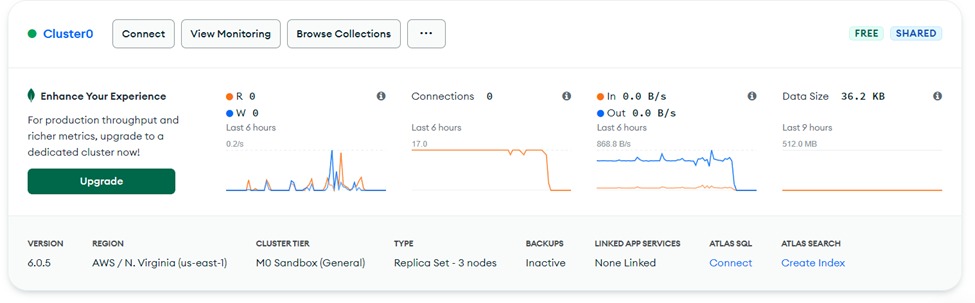 Cluster0
Connect
View Monitoring
Browse Collections
...
FREE
SHARED
Enhance Your Experience
For production throughput and
richer metrics, upgrade to a
dedicated cluster now!
Upgrade
R 0
W 0
Last 6 hours
0.2/s
Connections 0
Last 6 hours
17.0
In 0.0 B/s
Out 0.0 B/s
Last 6 hours
868.8 B/s
Data Size 36.2 KB
Last 9 hours
512.0 MB
VERSION
6.0.5
REGION
AWS / N. Virginia (us-east-1)
CLUSTER TIER
M0 Sandbox (General)
TYPE
Replica Set - 3 nodes
BACKUPS
Inactive
LINKED APP SERVICES
None Linked
ATLAS SQL
Connect
ATLAS SEARCH
Create Index